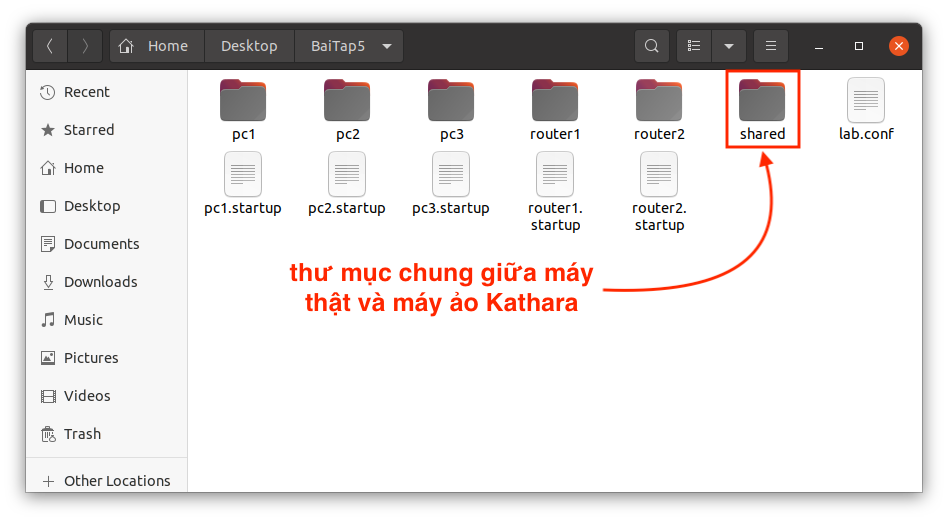 Home Desktop BaiTap5
Recent
Starred
Home
Desktop
Documents
Downloads
Music
Pictures
Videos
Trash
Other Locations
pc1 pc2 pc3 router1 router2 shared lab.conf
pc1.startup pc2.startup pc3.startup router1. router2.
startup startup
thư mục chung giữa máy
thật và máy ảo Kathara